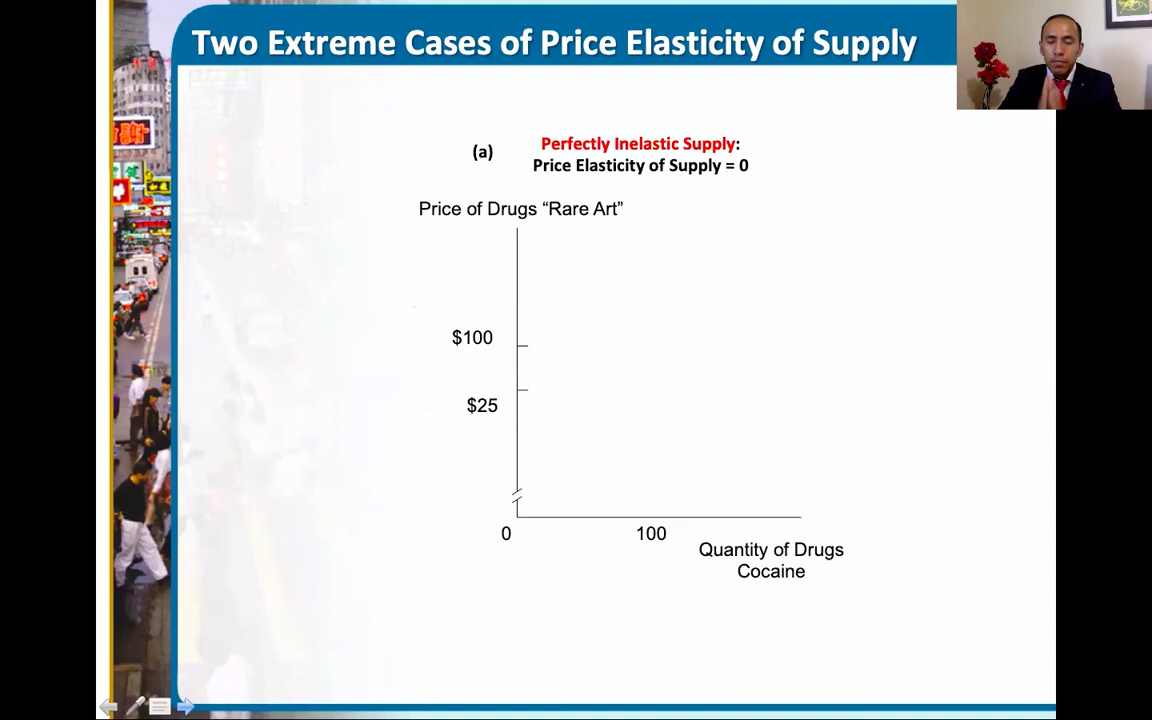 Two Extreme Cases of Price Elasticity of Supply
(a)
Perfectly Inelastic Supply:
Price Elasticity of Supply = 0
Price of Drugs “Rare Art”
$100
$25
0
100
Quantity of Drugs
Cocaine